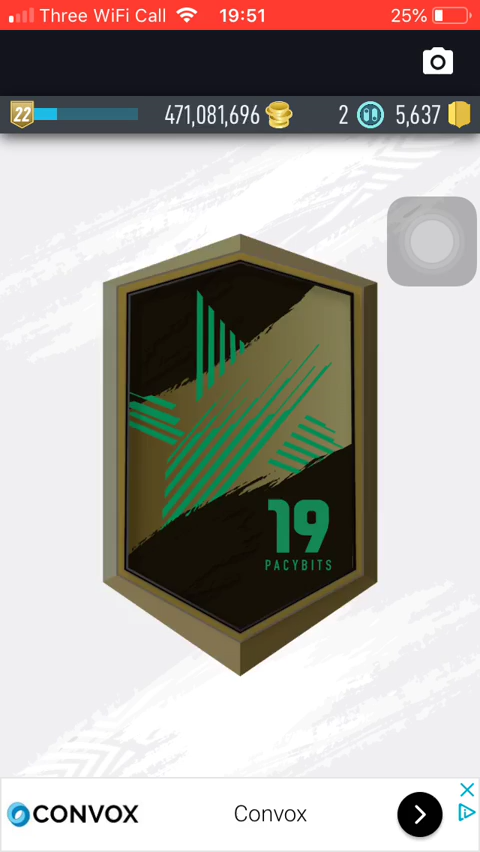 Three WiFi Call 19:51 25%
22 471,081,696 2 5,637
19
PACYBITS
CONVOX Convox